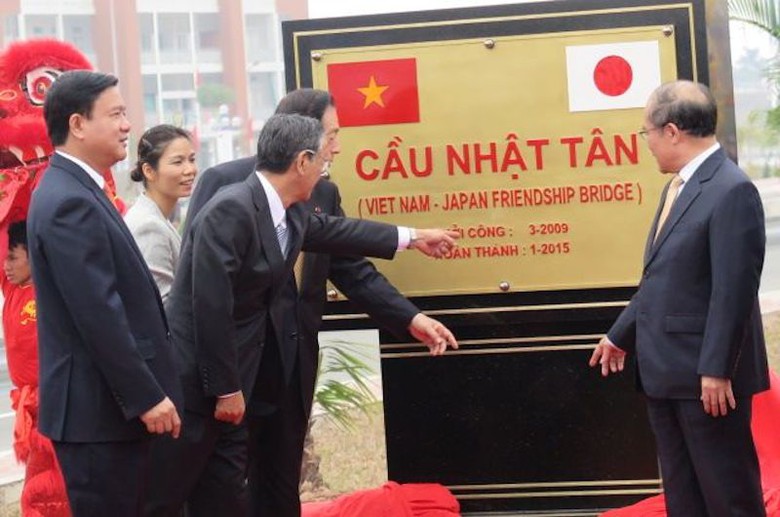 CẦU NHẬT TÂN
( VIET NAM - JAPAN FRIENDSHIP BRIDGE )
CÔNG : 3-2009
THÀNH : 1-2015